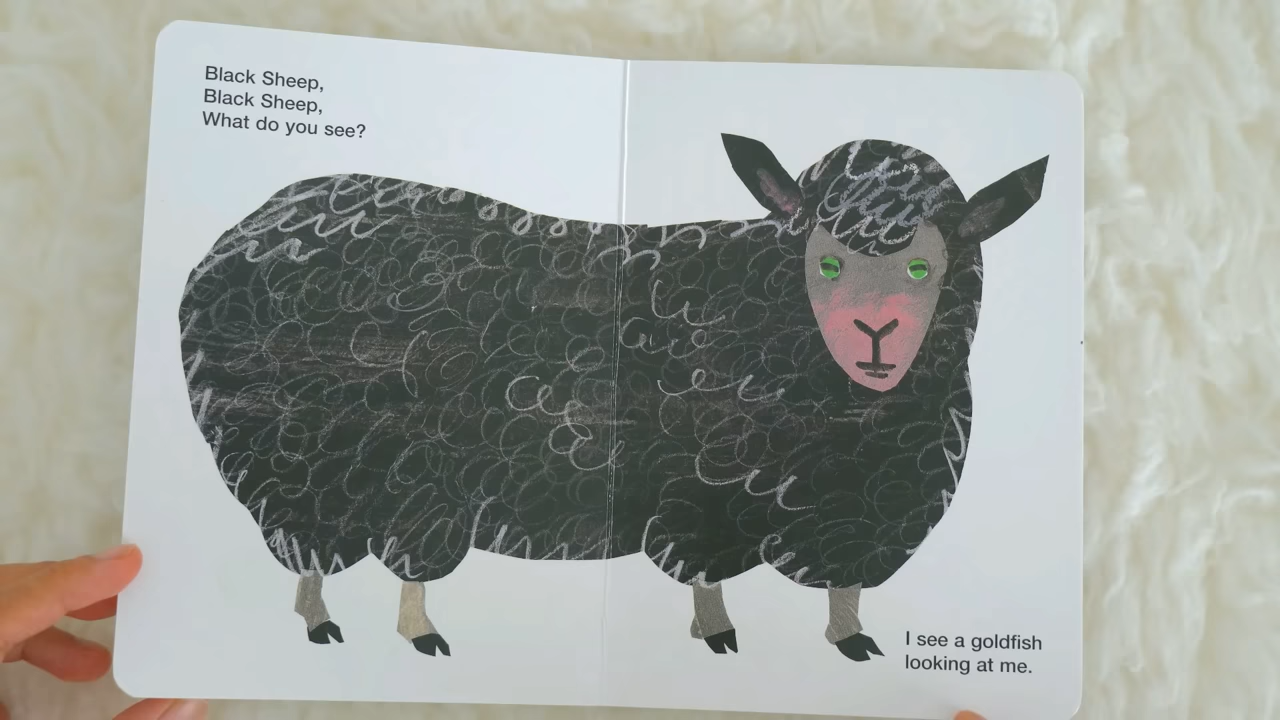 Black Sheep,
Black Sheep,
What do you see?
I see a goldfish
looking at me.